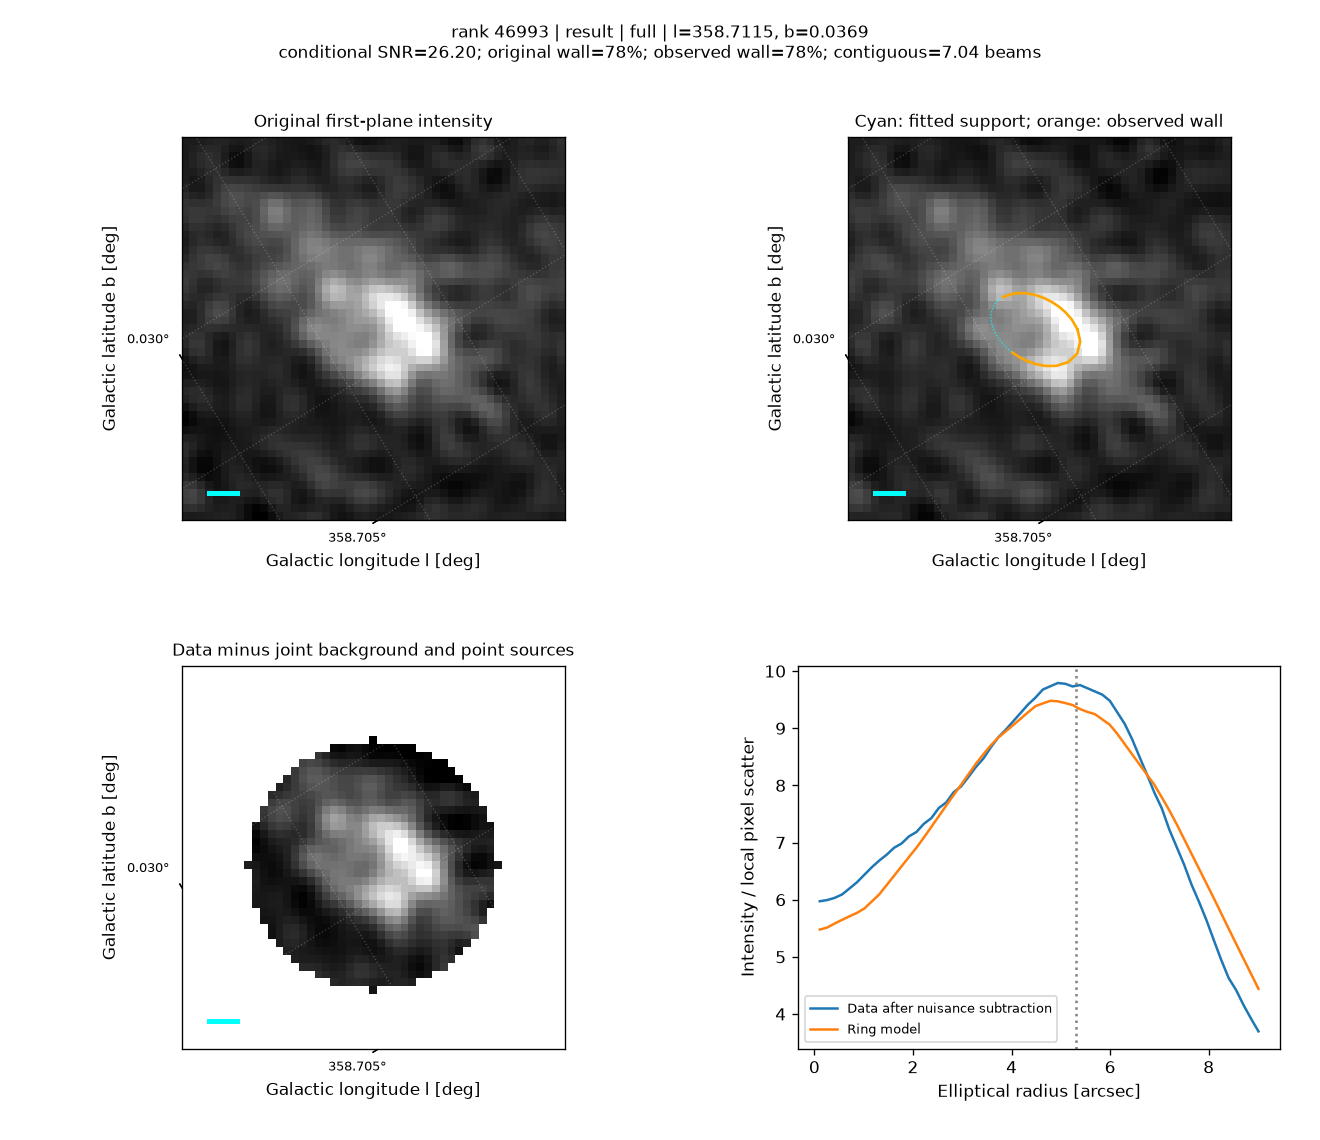 rank 46993 | result | full | l=358.7115, b=0.0369
conditional SNR=26.20; original wall=78%; observed wall=78%; contiguous=7.04 beams
Original first-plane intensity
Galactic latitude b [deg]
0.030°
358.705°
Galactic longitude l [deg]
Cyan: fitted support; orange: observed wall
Galactic latitude b [deg]
0.030°
358.705°
Galactic longitude l [deg]
Data minus joint background and point sources
Galactic latitude b [deg]
0.030°
358.705°
Galactic longitude l [deg]
Intensity / local pixel scatter
10
9
8
7
6
5
4
Data after nuisance subtraction
Ring model
0 2 4 6 8
Elliptical radius [arcsec]